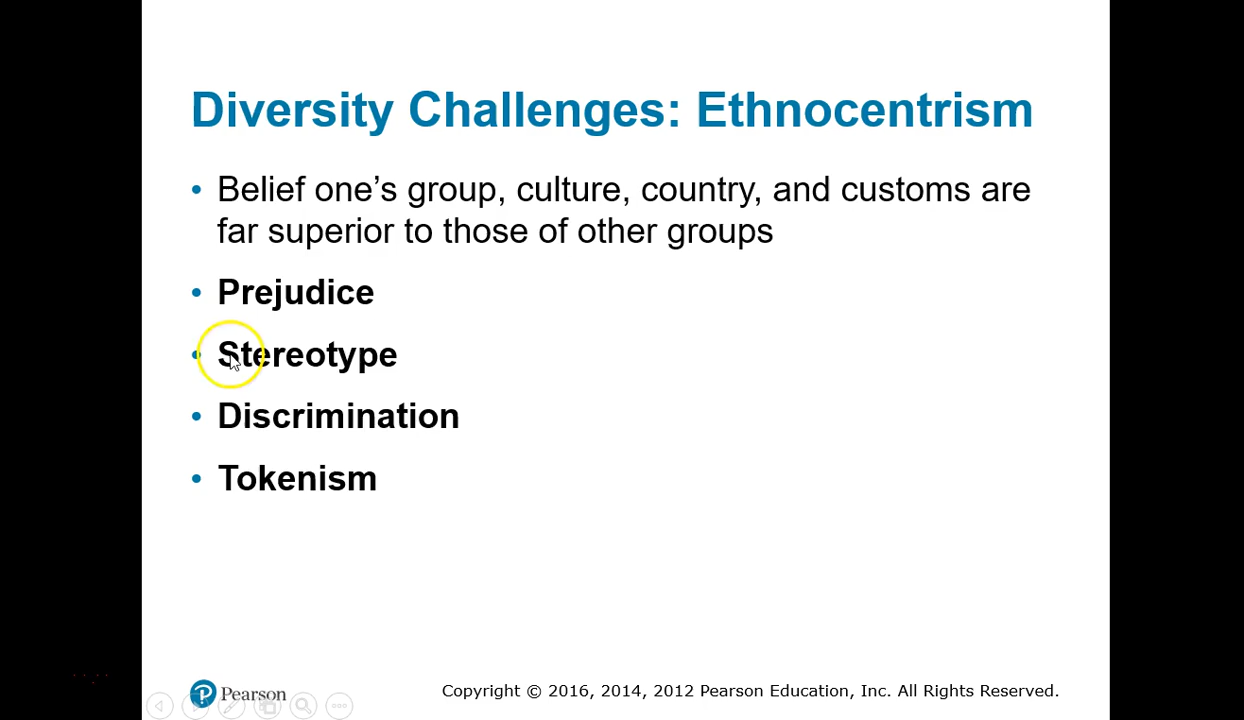 Diversity Challenges: Ethnocentrism
• Belief one’s group, culture, country, and customs are
far superior to those of other groups
• Prejudice
• Stereotype
• Discrimination
• Tokenism
Pearson
Copyright © 2016, 2014, 2012 Pearson Education, Inc. All Rights Reserved.